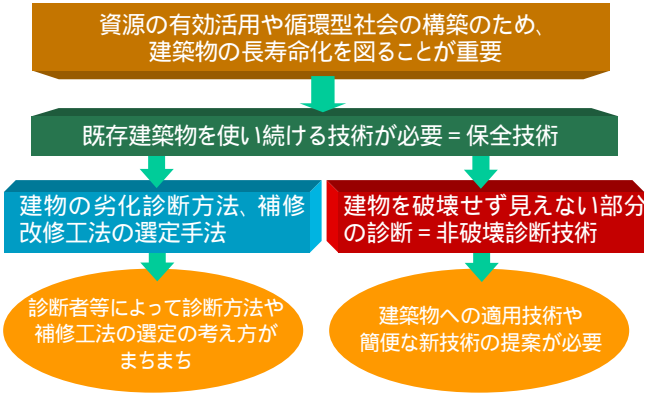 資源の有効活用や循環型社会の構築のため、
建築物の長寿命化を図ることが重要
既存建築物を使い続ける技術が必要＝保全技術
建物の劣化診断方法、補修
改修工法の選定手法
建物を破壊せず見えない部分
の診断＝非破壊診断技術
診断者等によって診断方法や
補修工法の選定の考え方が
まちまち
建築物への適用技術や
簡便な新技術の提案が必要